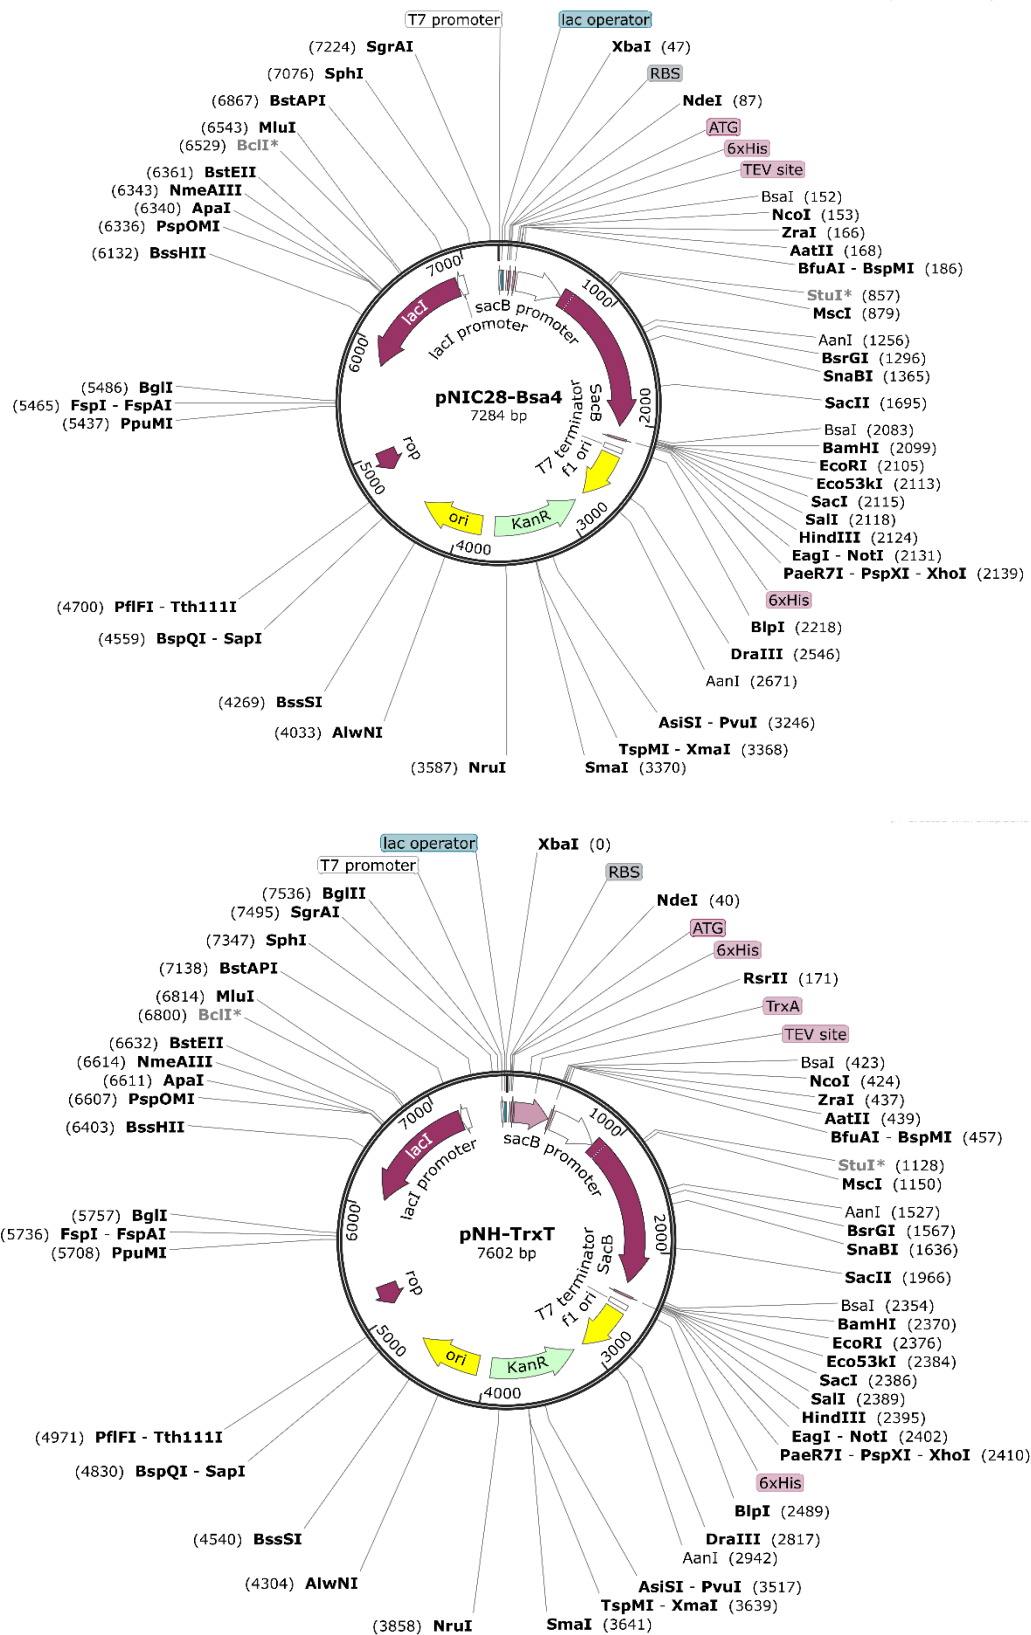 T7 promoter
lac operator
(7224) SgrAI
XbaI (47)
(7076) SphI
RBS
(6867) BstAPI
NdeI (87)
(6543) MluI
ATG
(6529) BclI*
6xHis
(6361) BstEII
TEV site
(6343) NmeAIII
BsaI (152)
(6340) ApaI
NcoI (153)
(6336) PspOMI
ZraI (166)
(6132) BssHII
AatII (168)
BfuAI - BspMI (186)
StuI* (857)
MscI (879)
AanI (1256)
BsrGI (1296)
SnaBI (1365)
SacII (1695)
(5486) BglI
(5465) FspI - FspAI
(5437) PpuMI
BsaI (2083)
BamHI (2099)
EcoRI (2105)
Eco53kI (2113)
SacI (2115)
SalI (2118)
HindIII (2124)
EagI - NotI (2131)
PaeR7I - PspXI - XhoI (2139)
6xHis
BlpI (2218)
DraIII (2546)
AanI (2671)
AsiSI - PvuI (3246)
TspMI - XmaI (3368)
SmaI (3370)
(3587) NruI
(4033) AlwNI
(4269) BssSI
(4559) BspQI - SapI
(4700) PflFI - Tth111I
7000
1000
6000
2000
5000
3000
4000
lacI
lacI promoter
sacB promoter
SacB
T7 terminator
f1 ori
KanR
ori
rop
pNIC28-Bsa4
7284 bp
lac operator
XbaI (0)
T7 promoter
RBS
(7536) BglII
NdeI (40)
(7495) SgrAI
ATG
(7347) SphI
6xHis
(7138) BstAPI
RsrII (171)
(6814) MluI
TrxA
(6800) BclI*
TEV site
(6632) BstEII
BsaI (423)
(6614) NmeAIII
NcoI (424)
(6611) ApaI
ZraI (437)
(6607) PspOMI
AatII (439)
(6403) BssHII
BfuAI - BspMI (457)
StuI* (1128)
MscI (1150)
AanI (1527)
BsrGI (1567)
SnaBI (1636)
SacII (1966)
(5757) BglI
(5736) FspI - FspAI
(5708) PpuMI
BsaI (2354)
BamHI (2370)
EcoRI (2376)
Eco53kI (2384)
SacI (2386)
SalI (2389)
HindIII (2395)
EagI - NotI (2402)
PaeR7I - PspXI - XhoI (2410)
6xHis
BlpI (2489)
DraIII (2817)
AanI (2942)
AsiSI - PvuI (3517)
TspMI - XmaI (3639)
SmaI (3641)
(3858) NruI
(4304) AlwNI
(4540) BssSI
(4830) BspQI - SapI
(4971) PflFI - Tth111I
7000
1000
6000
2000
5000
3000
4000
lacI
lacI promoter
sacB promoter
SacB
T7 terminator
f1 ori
KanR
ori
rop
pNH-TrxT
7602 bp